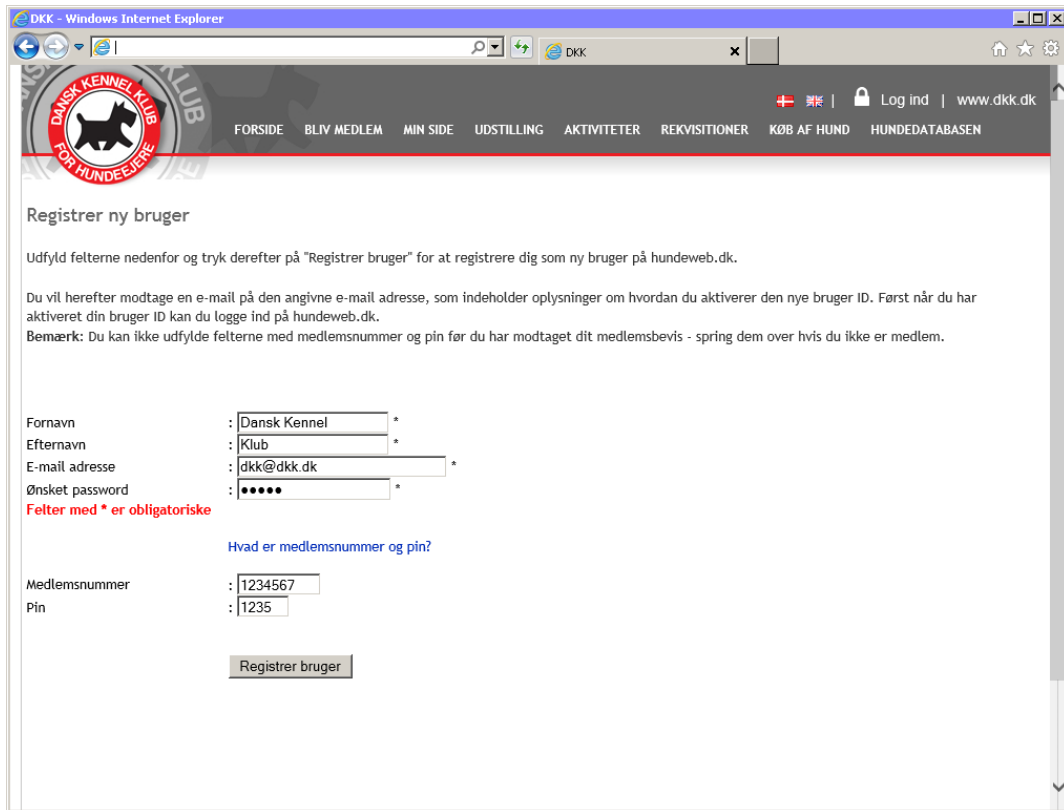 DKK - Windows Internet Explorer
DKK
DANSK KENNEL KLUB
FOR HUNDEEJERE
Log ind | www.dkk.dk
FORSIDE BLIV MEDLEM MIN SIDE UDSTILLING AKTIVITETER REKVISITIONER KØB AF HUND HUNDEDATABASEN
Registrer ny bruger
Udfyld felterne nedenfor og tryk derefter på "Registrer bruger" for at registrere dig som ny bruger på hundeweb.dk.
Du vil herefter modtage en e-mail på den angivne e-mail adresse, som indeholder oplysninger om hvordan du aktiverer den nye bruger ID. Først når du har
aktiveret din bruger ID kan du logge ind på hundeweb.dk.
Bemærk: Du kan ikke udfylde felterne med medlemsnummer og pin før du har modtaget dit medlemsbevis - spring dem over hvis du ikke er medlem.
Fornavn : Dansk Kennel *
Efternavn : Klub *
E-mail adresse : dkk@dkk.dk *
Ønsket password : ••••• *
Felter med * er obligatoriske
Hvad er medlemsnummer og pin?
Medlemsnummer : 1234567
Pin : 1235
Registrer bruger